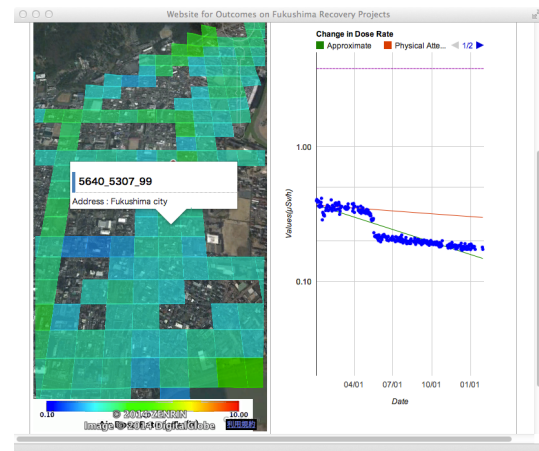 Website for Outcomes on Fukushima Recovery Projects
5640_5307_99
Address : Fukushima city
0.10
10.00
© 2014 ZENRIN
Image © 2014 DigitalGlobe
利用規約
Change in Dose Rate
Approximate
Physical Atte...
1/2
Values(μSv/h)
1.00
0.10
04/01
07/01
10/01
01/01
Date